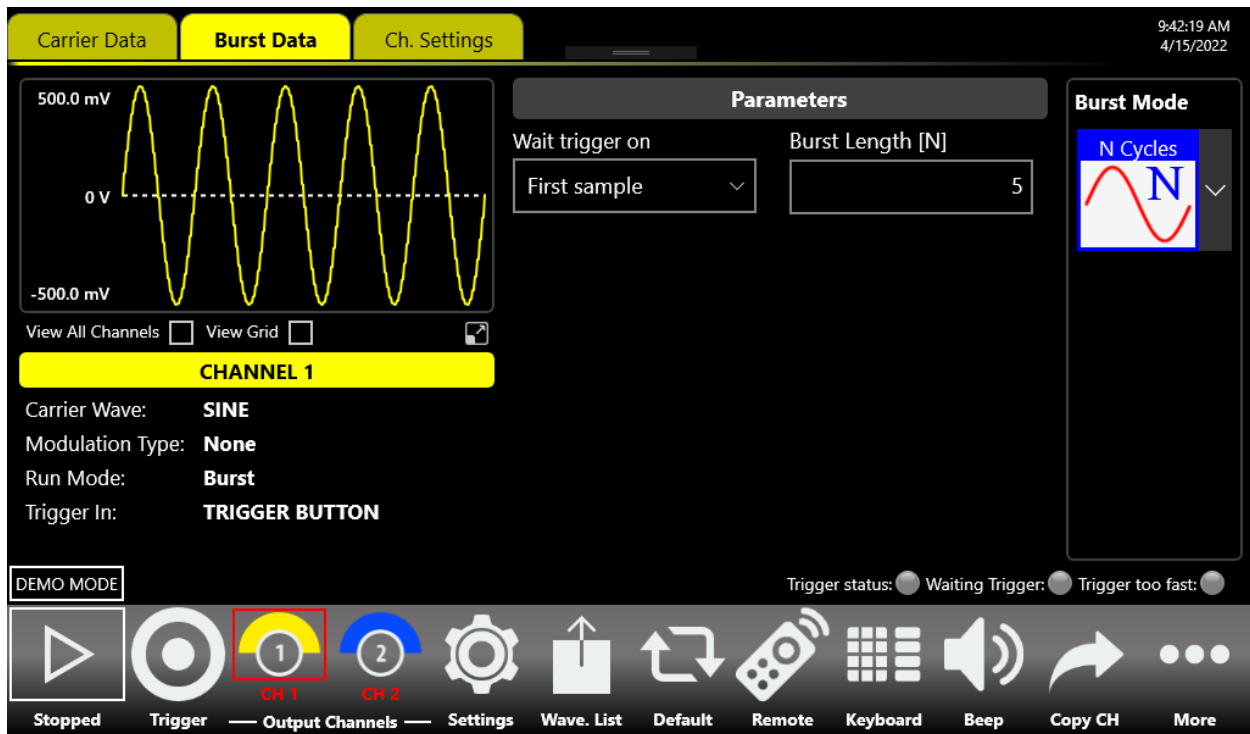 Carrier Data
Burst Data
Ch. Settings
9:42:19 AM
4/15/2022
500.0 mV
0 V
-500.0 mV
Parameters
Wait trigger on
Burst Length [N]
First sample
5
Burst Mode
N Cycles
N
View All Channels
View Grid
CHANNEL 1
Carrier Wave: SINE
Modulation Type: None
Run Mode: Burst
Trigger In: TRIGGER BUTTON
DEMO MODE
Trigger status: Waiting Trigger: Trigger too fast:
1
CH 1
2
CH 2
Stopped Trigger Output Channels Settings Wave. List Default Remote Keyboard Beep Copy CH More